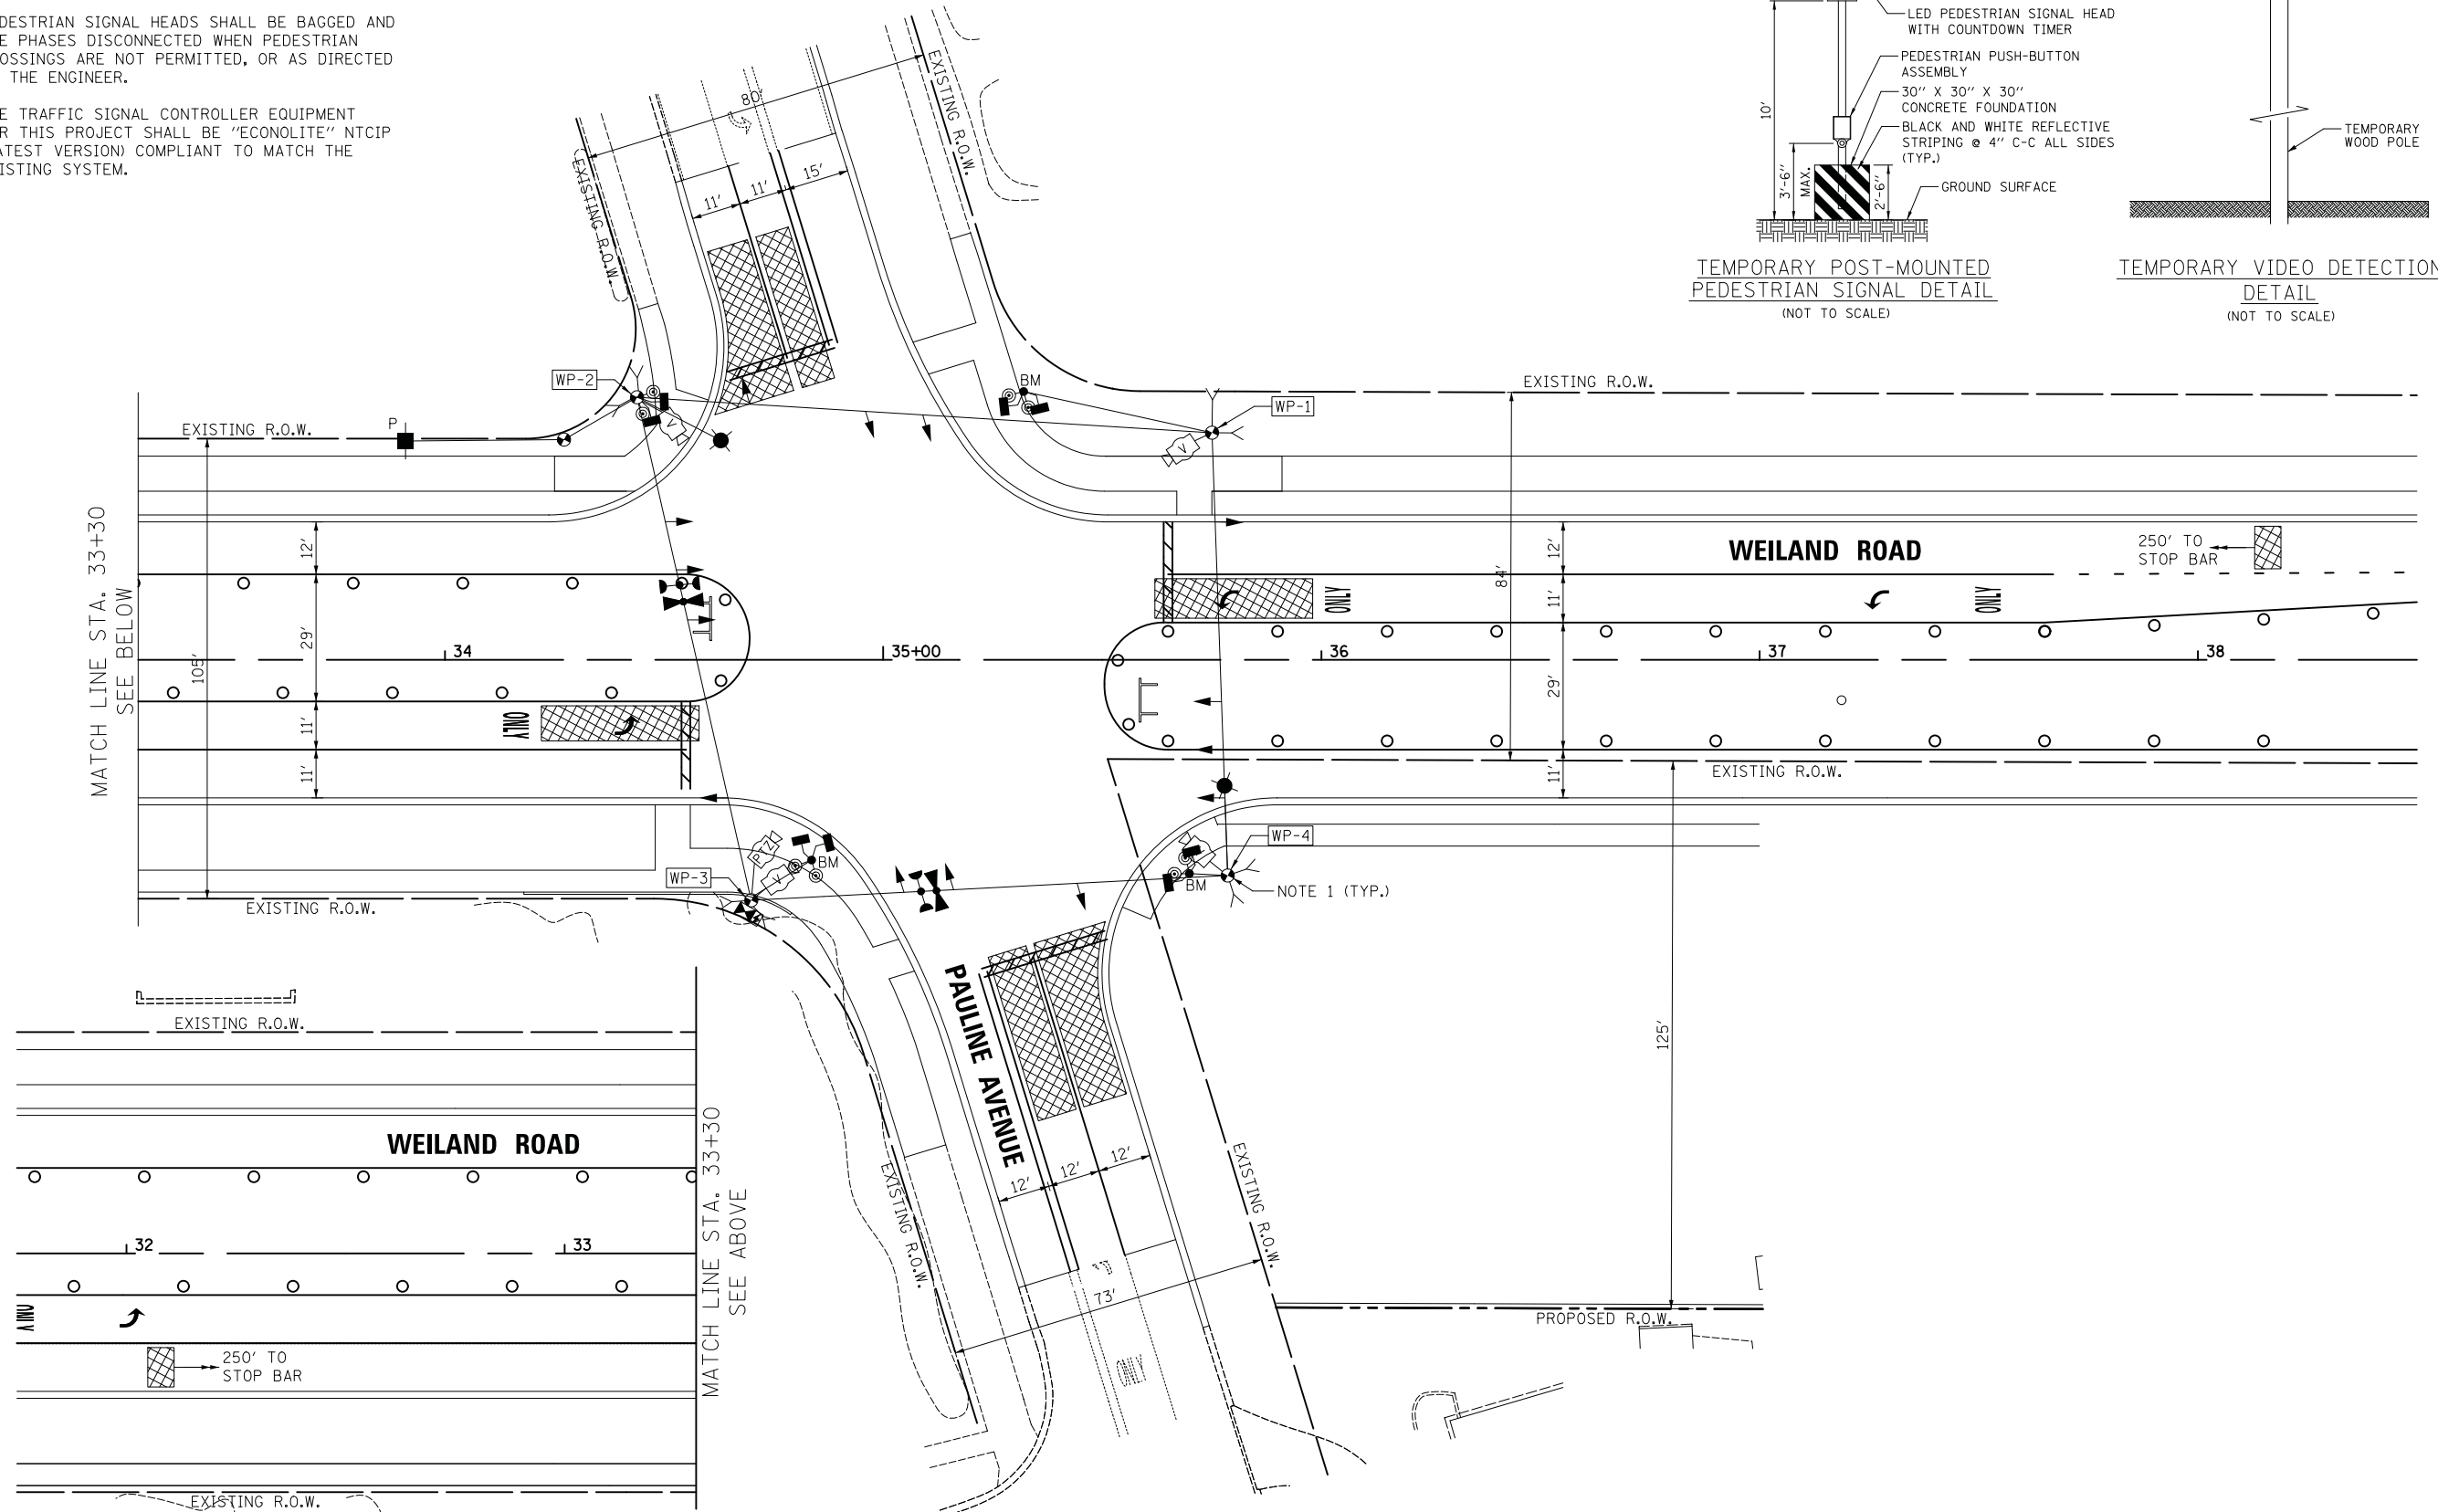 DESTRIAN SIGNAL HEADS SHALL BE BAGGED AND
E PHASES DISCONNECTED WHEN PEDESTRIAN
OSSINGS ARE NOT PERMITTED, OR AS DIRECTED
THE ENGINEER.
E TRAFFIC SIGNAL CONTROLLER EQUIPMENT
R THIS PROJECT SHALL BE "ECONOLITE" NTCIP
ATEST VERSION) COMPLIANT TO MATCH THE
ISTING SYSTEM.
LED PEDESTRIAN SIGNAL HEAD
WITH COUNTDOWN TIMER
PEDESTRIAN PUSH-BUTTON
ASSEMBLY
30" X 30" X 30"
CONCRETE FOUNDATION
BLACK AND WHITE REFLECTIVE
STRIPING @ 4" C-C ALL SIDES
(TYP.)
GROUND SURFACE
10'
3'-6"
MAX.
2'-6"
TEMPORARY POST-MOUNTED
PEDESTRIAN SIGNAL DETAIL
(NOT TO SCALE)
TEMPORARY
WOOD POLE
TEMPORARY VIDEO DETECTION
DETAIL
(NOT TO SCALE)
EXISTING R.O.W.
80'
EXISTING R.O.W.
11'
11'
15'
WP-2
BM
WP-1
EXISTING R.O.W.
P
EXISTING R.O.W.
V
V
MATCH LINE STA. 33+30
SEE BELOW
105'
12'
29'
11'
11'
84'
12'
11'
29'
11'
WEILAND ROAD
250' TO
STOP BAR
ONLY
ONLY
34
35+00
36
37
38
ONLY
EXISTING R.O.W.
WP-3
PTZ
V
BM
BM
WP-4
NOTE 1 (TYP.)
EXISTING R.O.W.
125'
PAULINE AVENUE
12'
12'
12'
EXISTING R.O.W.
EXISTING R.O.W.
73'
ONLY
PROPOSED R.O.W.
EXISTING R.O.W.
WEILAND ROAD
MATCH LINE STA. 33+30
SEE ABOVE
32
33
ONLY
250' TO
STOP BAR
EXISTING R.O.W.